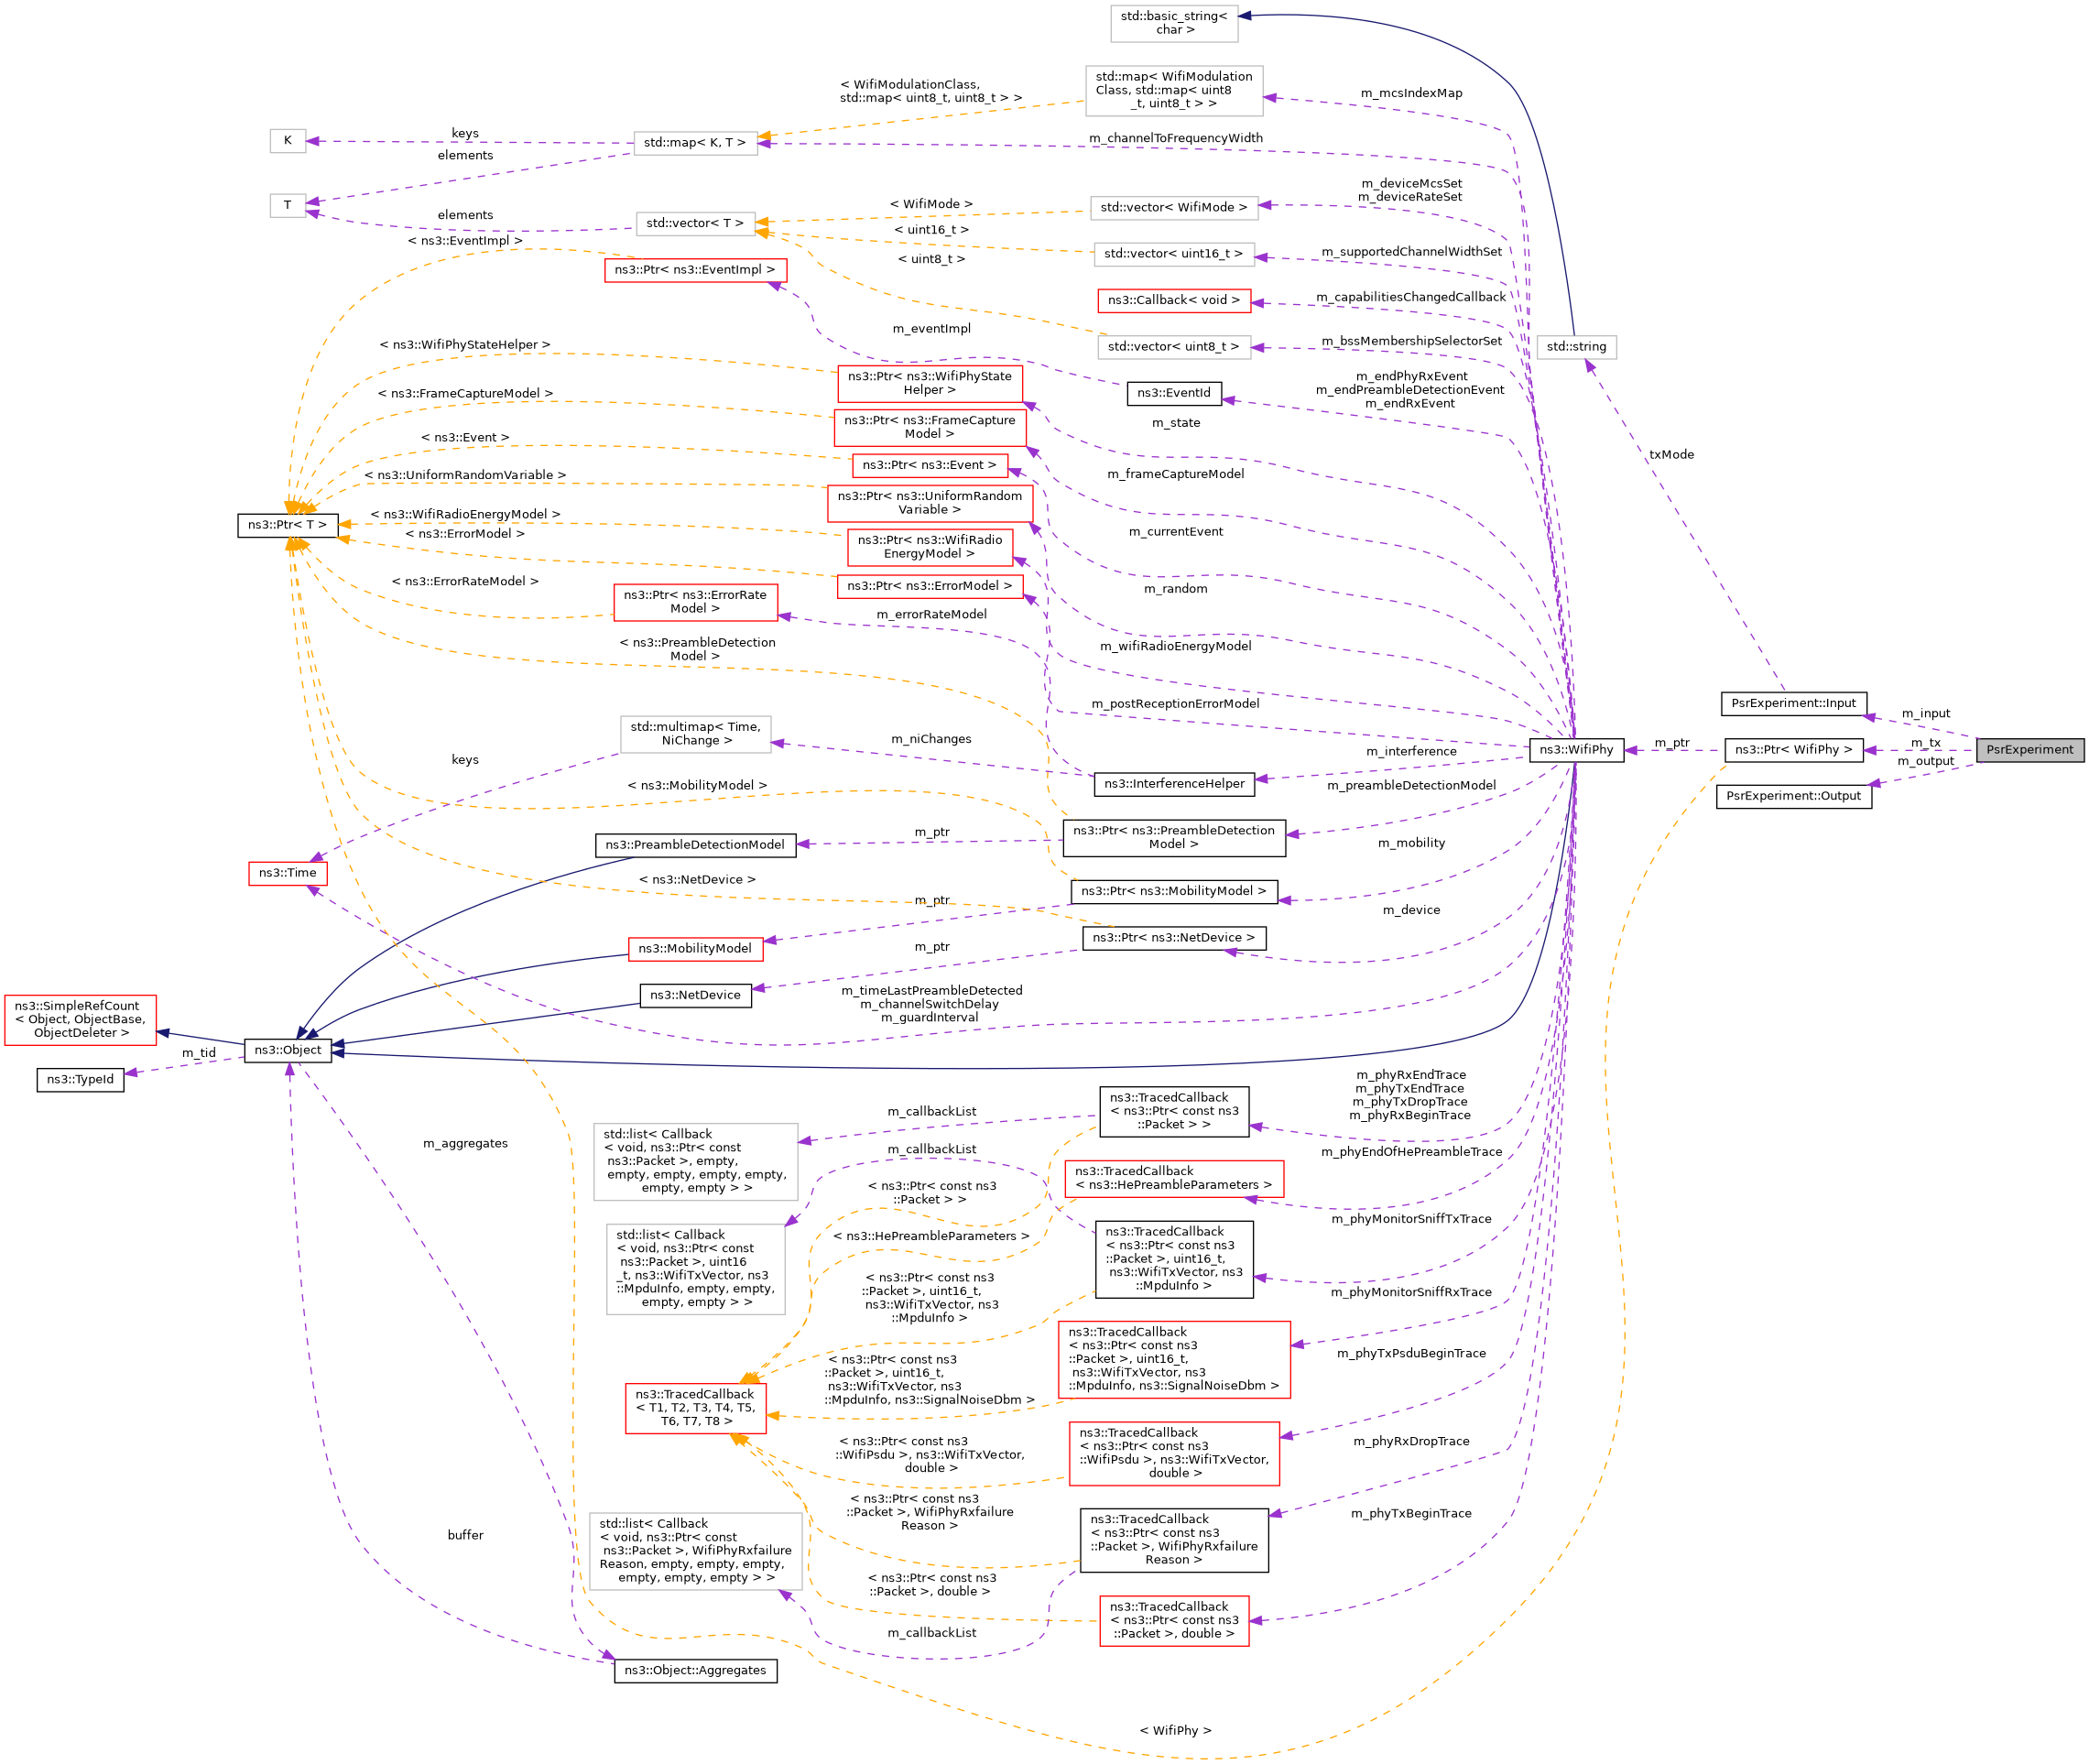 std::basic_string<
char >
< WifiModulationClass,
std::map< uint8_t, uint8_t > >
std::map< WifiModulation
Class, std::map< uint8
_t, uint8_t > >
m_mcsIndexMap
K
keys
std::map< K, T >
m_channelToFrequencyWidth
elements
T
elements
std::vector< T >
< WifiMode >
std::vector< WifiMode >
m_deviceMcsSet
m_deviceRateSet
< uint16_t >
std::vector< uint16_t >
m_supportedChannelWidthSet
< ns3::EventImpl >
ns3::Ptr< ns3::EventImpl >
< uint8_t >
ns3::Callback< void >
m_capabilitiesChangedCallback
m_eventImpl
std::vector< uint8_t >
m_bssMembershipSelectorSet
std::string
< ns3::WifiPhyStateHelper >
ns3::Ptr< ns3::WifiPhyState
Helper >
ns3::EventId
m_endPhyRxEvent
m_endPreambleDetectionEvent
m_endRxEvent
< ns3::FrameCaptureModel >
ns3::Ptr< ns3::FrameCapture
Model >
m_state
< ns3::Event >
ns3::Ptr< ns3::Event >
m_frameCaptureModel
txMode
< ns3::UniformRandomVariable >
ns3::Ptr< ns3::UniformRandom
Variable >
ns3::Ptr< T >
< ns3::WifiRadioEnergyModel >
ns3::Ptr< ns3::WifiRadio
EnergyModel >
m_currentEvent
< ns3::ErrorModel >
ns3::Ptr< ns3::ErrorModel >
m_random
< ns3::ErrorRateModel >
ns3::Ptr< ns3::ErrorRate
Model >
m_errorRateModel
< ns3::PreambleDetection
Model >
m_wifiRadioEnergyModel
m_postReceptionErrorModel
PsrExperiment::Input
m_input
std::multimap< Time,
NiChange >
m_niChanges
m_interference
ns3::WifiPhy
m_ptr
ns3::Ptr< WifiPhy >
m_tx
PsrExperiment
m_output
keys
< ns3::MobilityModel >
ns3::InterferenceHelper
m_preambleDetectionModel
PsrExperiment::Output
ns3::PreambleDetectionModel
m_ptr
ns3::Ptr< ns3::PreambleDetection
Model >
m_mobility
ns3::Time
< ns3::NetDevice >
m_ptr
ns3::Ptr< ns3::MobilityModel >
m_device
ns3::MobilityModel
m_ptr
ns3::Ptr< ns3::NetDevice >
ns3::NetDevice
m_timeLastPreambleDetected
m_channelSwitchDelay
m_guardInterval
ns3::SimpleRefCount
< Object, ObjectBase,
ObjectDeleter >
m_tid
ns3::Object
ns3::TypeId
m_phyRxEndTrace
m_phyTxEndTrace
m_phyTxDropTrace
m_phyRxBeginTrace
ns3::TracedCallback
< ns3::Ptr< const ns3
::Packet > >
m_callbackList
std::list< Callback
< void, ns3::Ptr< const
ns3::Packet >, empty,
empty, empty, empty, empty,
empty, empty > >
m_aggregates
m_callbackList
m_phyEndOfHePreambleTrace
ns3::TracedCallback
< ns3::HePreambleParameters >
< ns3::Ptr< const ns3
::Packet > >
std::list< Callback
< void, ns3::Ptr< const
ns3::Packet >, uint16
_t, ns3::WifiTxVector, ns3
::MpduInfo, empty, empty,
empty, empty > >
< ns3::HePreambleParameters >
ns3::TracedCallback
< ns3::Ptr< const ns3
::Packet >, uint16_t,
ns3::WifiTxVector, ns3
::MpduInfo >
m_phyMonitorSniffTxTrace
< ns3::Ptr< const ns3
::Packet >, uint16_t,
ns3::WifiTxVector, ns3
::MpduInfo >
m_phyMonitorSniffRxTrace
ns3::TracedCallback
< ns3::Ptr< const ns3
::Packet >, uint16_t,
ns3::WifiTxVector, ns3
::MpduInfo, ns3::SignalNoiseDbm >
m_phyTxPsduBeginTrace
< ns3::Ptr< const ns3
::Packet >, uint16_t,
ns3::WifiTxVector, ns3
::MpduInfo, ns3::SignalNoiseDbm >
ns3::TracedCallback
< T1, T2, T3, T4, T5,
T6, T7, T8 >
< ns3::Ptr< const ns3
::WifiPsdu >, ns3::WifiTxVector,
double >
ns3::TracedCallback
< ns3::Ptr< const ns3
::WifiPsdu >, ns3::WifiTxVector,
double >
m_phyRxDropTrace
< ns3::Ptr< const ns3
::Packet >, WifiPhyRxfailure
Reason >
ns3::TracedCallback
< ns3::Ptr< const ns3
::Packet >, WifiPhyRxfailure
Reason >
m_phyTxBeginTrace
buffer
std::list< Callback
< void, ns3::Ptr< const
ns3::Packet >, WifiPhyRxfailure
Reason, empty, empty, empty,
empty, empty, empty > >
< ns3::Ptr< const ns3
::Packet >, double >
m_callbackList
ns3::TracedCallback
< ns3::Ptr< const ns3
::Packet >, double >
ns3::Object::Aggregates
< WifiPhy >